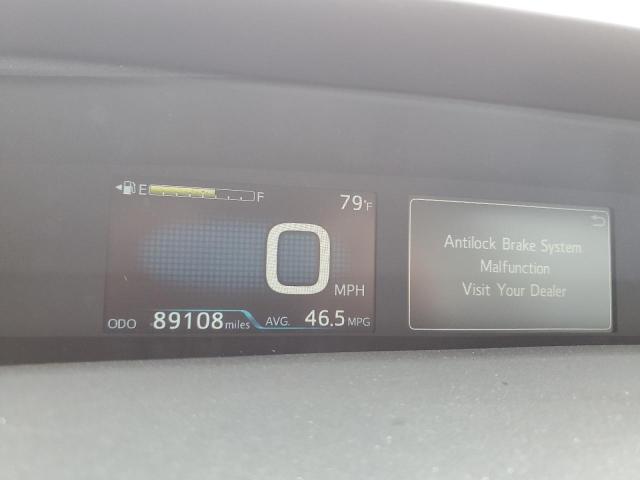 E F
79°F
0
MPH
ODO 89108 miles AVG. 46.5 MPG
Antilock Brake System
Malfunction
Visit Your Dealer